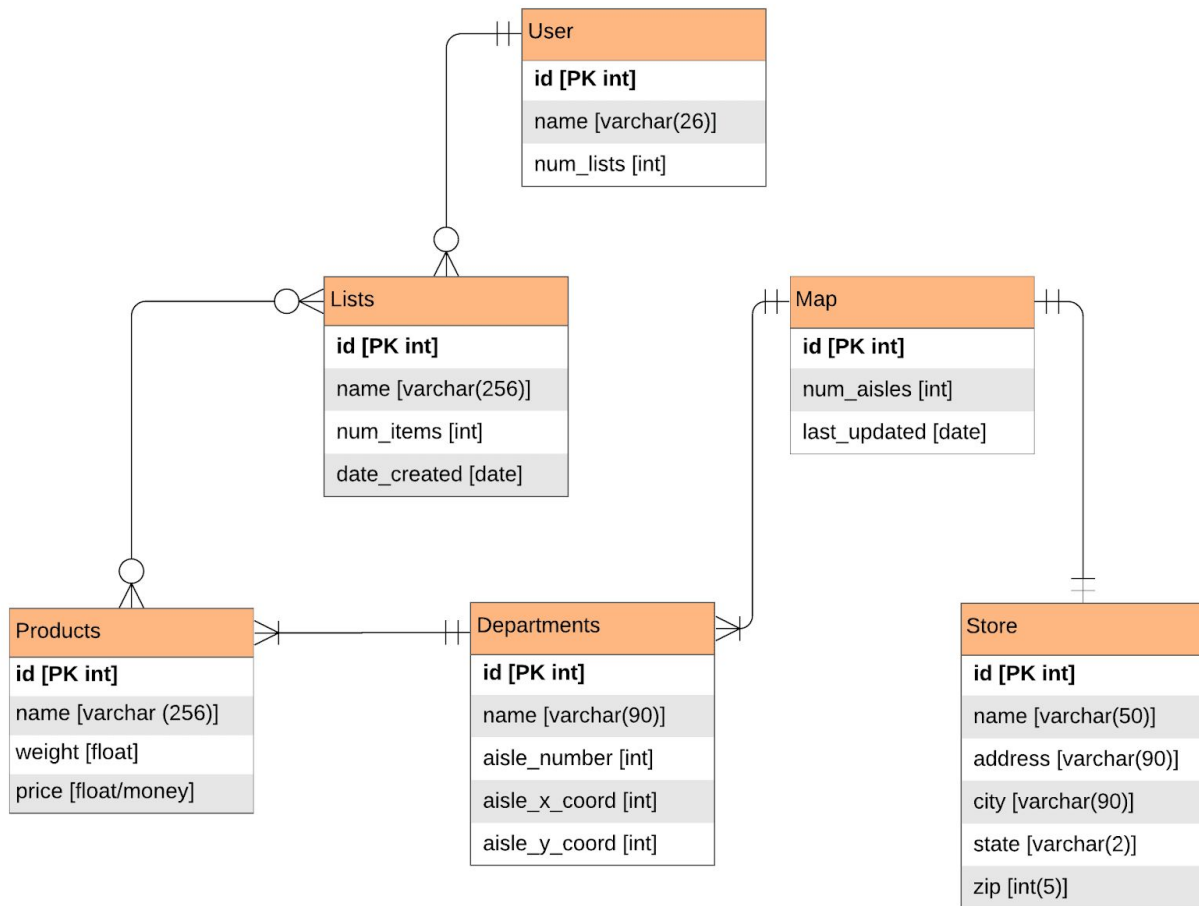 User
id [PK int]
name [varchar(26)]
num_lists [int]
Lists
id [PK int]
name [varchar(256)]
num_items [int]
date_created [date]
Map
id [PK int]
num_aisles [int]
last_updated [date]
Products
id [PK int]
name [varchar (256)]
weight [float]
price [float/money]
Departments
id [PK int]
name [varchar(90)]
aisle_number [int]
aisle_x_coord [int]
aisle_y_coord [int]
Store
id [PK int]
name [varchar(50)]
address [varchar(90)]
city [varchar(90)]
state [varchar(2)]
zip [int(5)]